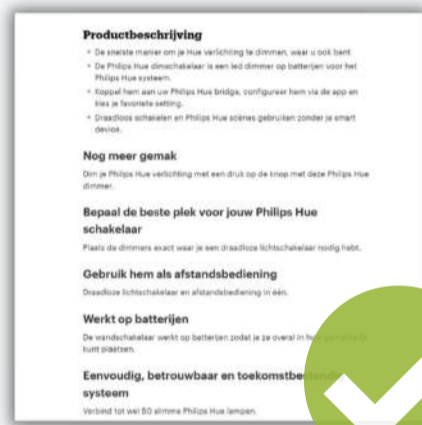 Productbeschrijving
De snelste manier om je Hue verlichting te dimmen, waar u ook bent
De Philips Hue dimschakelaar is een led dimmer op batterijen voor het
Philips Hue systeem.
Koppel hem aan uw Philips Hue bridge, configureer hem via de app en
kies je favoriete setting.
Draadloos schakelen en Philips Hue scènes gebruiken zonder je smart
device.
Nog meer gemak
Dim je Philips Hue verlichting met een druk op de knop met deze Philips Hue
dimmer.
Bepaal de beste plek voor jouw Philips Hue
schakelaar
Plaats de dimmers exact waar je een draadloze lichtschakelaar nodig hebt.
Gebruik hem als afstandsbediening
Draadloze lichtschakelaar en afstandsbediening in één.
Werkt op batterijen
De wandschakelaar werkt op batterijen zodat je ze overal in
kunt plaatsen.
Eenvoudig, betrouwbaar en toekomstbestendig
systeem
Verbind tot wel 50 slimme Philips Hue lampen.